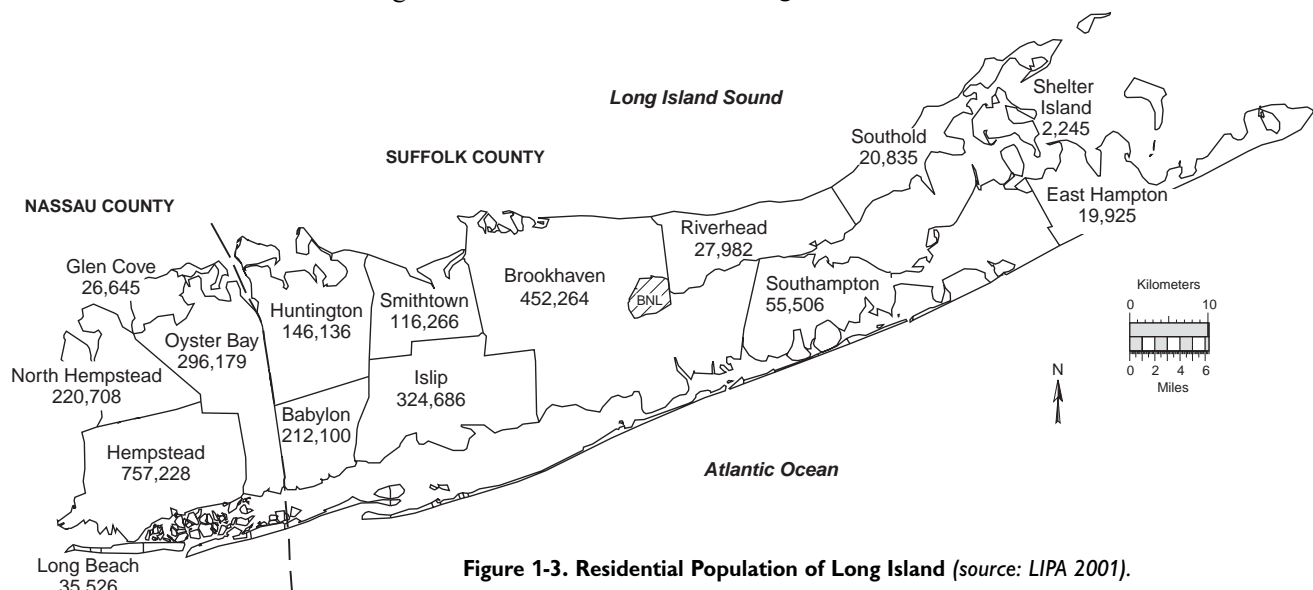 Long Island Sound
SUFFOLK COUNTY
NASSAU COUNTY
Shelter
Island
2,245
Southold
20,835
East Hampton
19,925
Riverhead
27,982
Glen Cove
26,645
Brookhaven
452,264
BNL
Southampton
55,506
Huntington
146,136
Smithtown
116,266
Oyster Bay
296,179
North Hempstead
220,708
Islip
324,686
Babylon
212,100
Hempstead
757,228
Long Beach
35,526
Kilometers
0 10
0 2 4 6
Miles
N
Atlantic Ocean
Figure 1-3. Residential Population of Long Island (source: LIPA 2001).